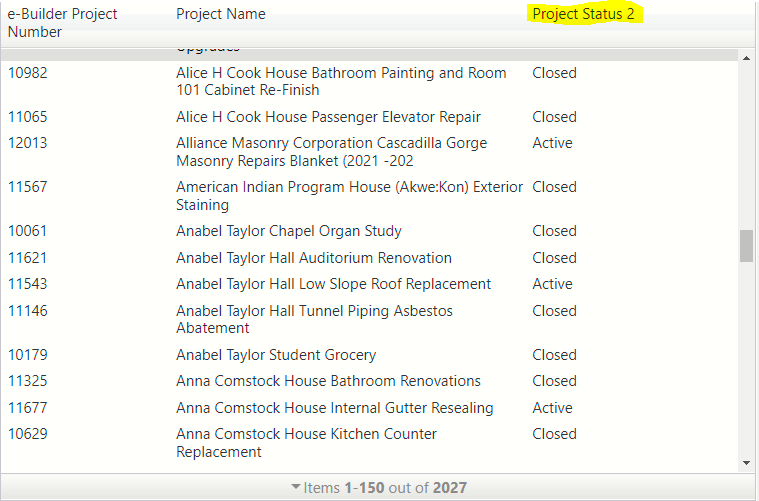 e-Builder Project Number Project Name Project Status 2
Upgrades
10982 Alice H Cook House Bathroom Painting and Room Closed
101 Cabinet Re-Finish
11065 Alice H Cook House Passenger Elevator Repair Closed
12013 Alliance Masonry Corporation Cascadilla Gorge Active
Masonry Repairs Blanket (2021 -202
11567 American Indian Program House (Akwe:Kon) Exterior Closed
Staining
10061 Anabel Taylor Chapel Organ Study Closed
11621 Anabel Taylor Hall Auditorium Renovation Closed
11543 Anabel Taylor Hall Low Slope Roof Replacement Active
11146 Anabel Taylor Hall Tunnel Piping Asbestos Closed
Abatement
10179 Anabel Taylor Student Grocery Closed
11325 Anna Comstock House Bathroom Renovations Closed
11677 Anna Comstock House Internal Gutter Resealing Active
10629 Anna Comstock House Kitchen Counter Closed
Replacement
Items 1-150 out of 2027